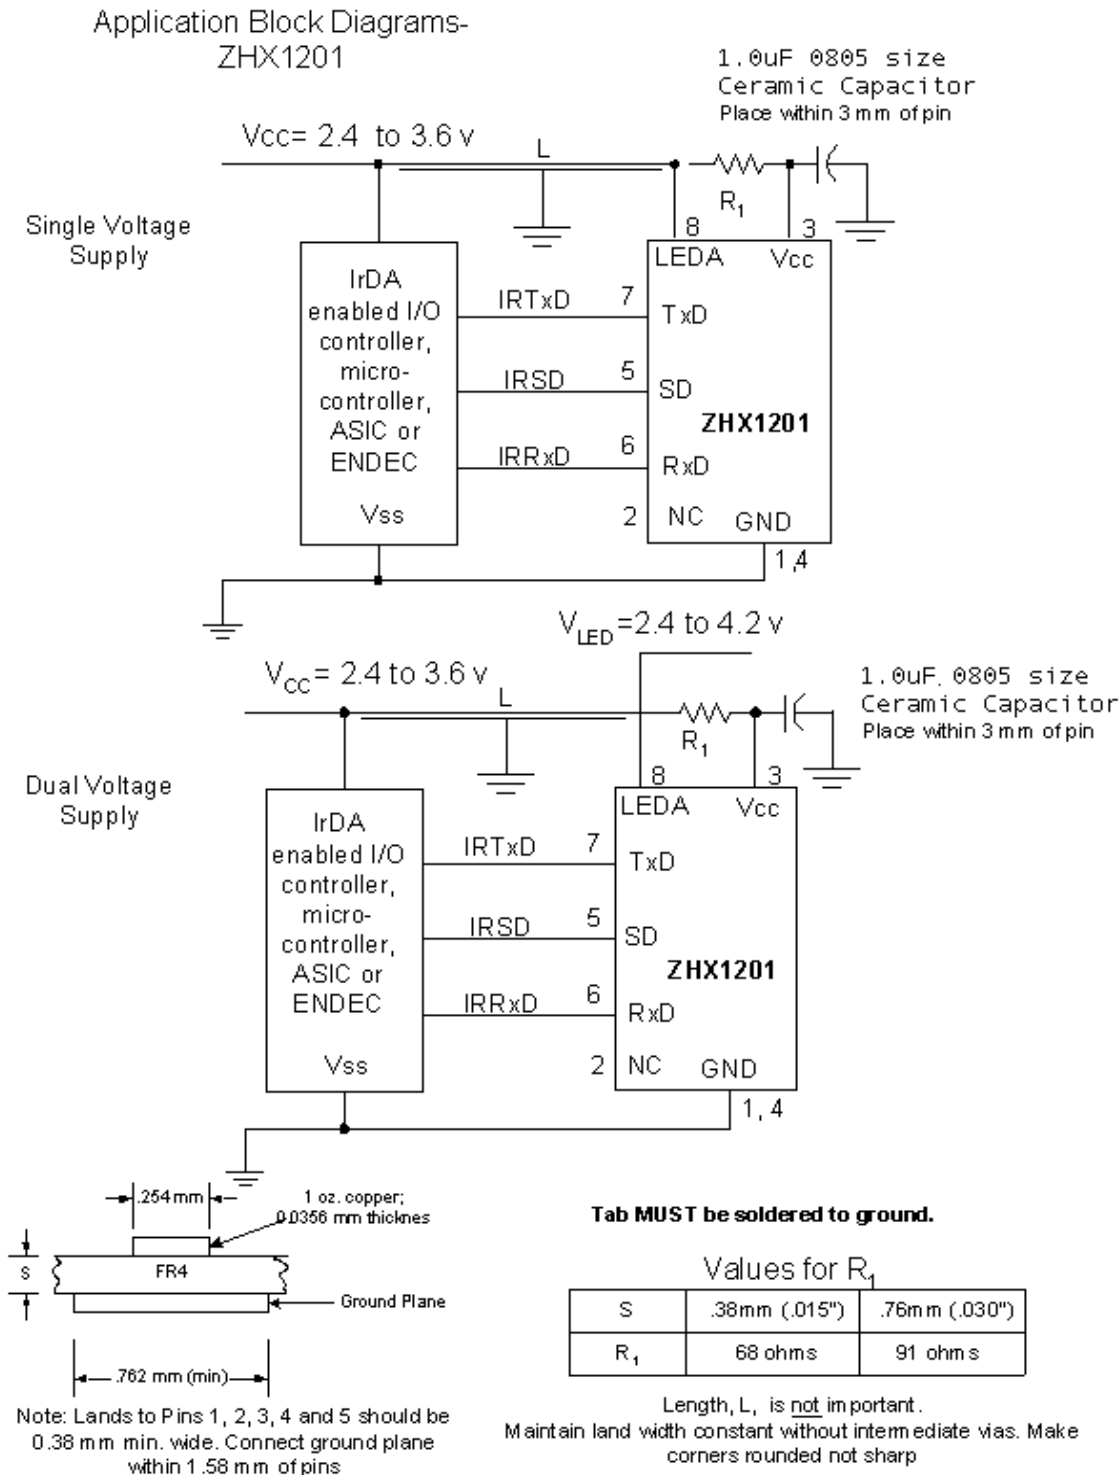 Application Block Diagrams-
ZHX1201
1.0uF 0805 size
Ceramic Capacitor
Place within 3 mm of pin
Vcc= 2.4 to 3.6 v
L
R1
Single Voltage
Supply
8
3
LEDA
Vcc
IrDA
enabled I/O
controller,
micro-
controller,
ASIC or
ENDEC
Vss
IRTxD
7
TxD
IRSD
5
SD
ZHX1201
IRRxD
6
RxD
2
NC
GND
1,4
VLED =2.4 to 4.2 v
VCC = 2.4 to 3.6 v
L
R1
1.0uF. 0805 size
Ceramic Capacitor
Place within 3 mm of pin
Dual Voltage
Supply
8
3
LEDA
Vcc
IrDA
enabled I/O
controller,
micro-
controller,
ASIC or
ENDEC
Vss
IRTxD
7
TxD
IRSD
5
SD
ZHX1201
IRRxD
6
RxD
2
NC
GND
1, 4
.254 mm
1 oz. copper;
0.0356 mm thicknes
S
FR4
Ground Plane
.762 mm (min)
Note: Lands to Pins 1, 2, 3, 4 and 5 should be
0.38 mm min. wide. Connect ground plane
within 1.58 mm of pins
Tab MUST be soldered to ground.
Values for R1
S .38mm (.015") .76mm (.030")
R1 68 ohms 91 ohms
Length, L, is not important.
Maintain land width constant without intermediate vias. Make
corners rounded not sharp